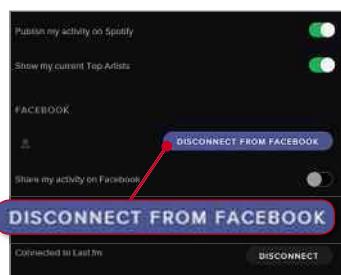 Publish my activity on Spotify
Show my current Top Artists
FACEBOOK
DISCONNECT FROM FACEBOOK
Share my activity on Facebook
DISCONNECT FROM FACEBOOK
Connected to Last.fm
DISCONNECT